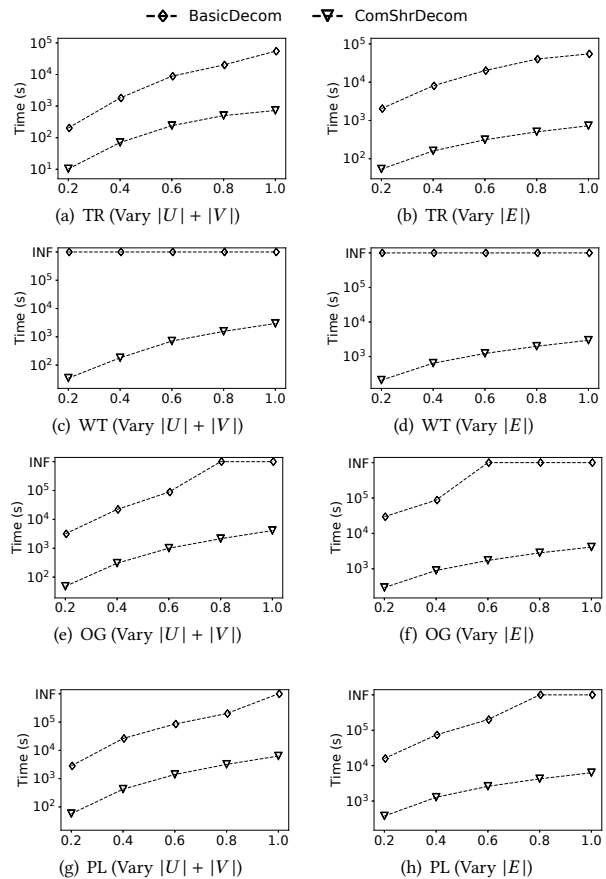 BasicDecom ComShrDecom
Time (s)
10^5
10^4
10^3
10^2
10^1
0.2 0.4 0.6 0.8 1.0
(a) TR (Vary |U| + |V|)
Time (s)
10^5
10^4
10^3
10^2
0.2 0.4 0.6 0.8 1.0
(b) TR (Vary |E|)
Time (s)
INF
10^5
10^4
10^3
10^2
0.2 0.4 0.6 0.8 1.0
(c) WT (Vary |U| + |V|)
Time (s)
INF
10^5
10^4
10^3
0.2 0.4 0.6 0.8 1.0
(d) WT (Vary |E|)
Time (s)
INF
10^5
10^4
10^3
10^2
0.2 0.4 0.6 0.8 1.0
(e) OG (Vary |U| + |V|)
Time (s)
INF
10^5
10^4
10^3
0.2 0.4 0.6 0.8 1.0
(f) OG (Vary |E|)
Time (s)
INF
10^5
10^4
10^3
10^2
0.2 0.4 0.6 0.8 1.0
(g) PL (Vary |U| + |V|)
Time (s)
INF
10^5
10^4
10^3
0.2 0.4 0.6 0.8 1.0
(h) PL (Vary |E|)